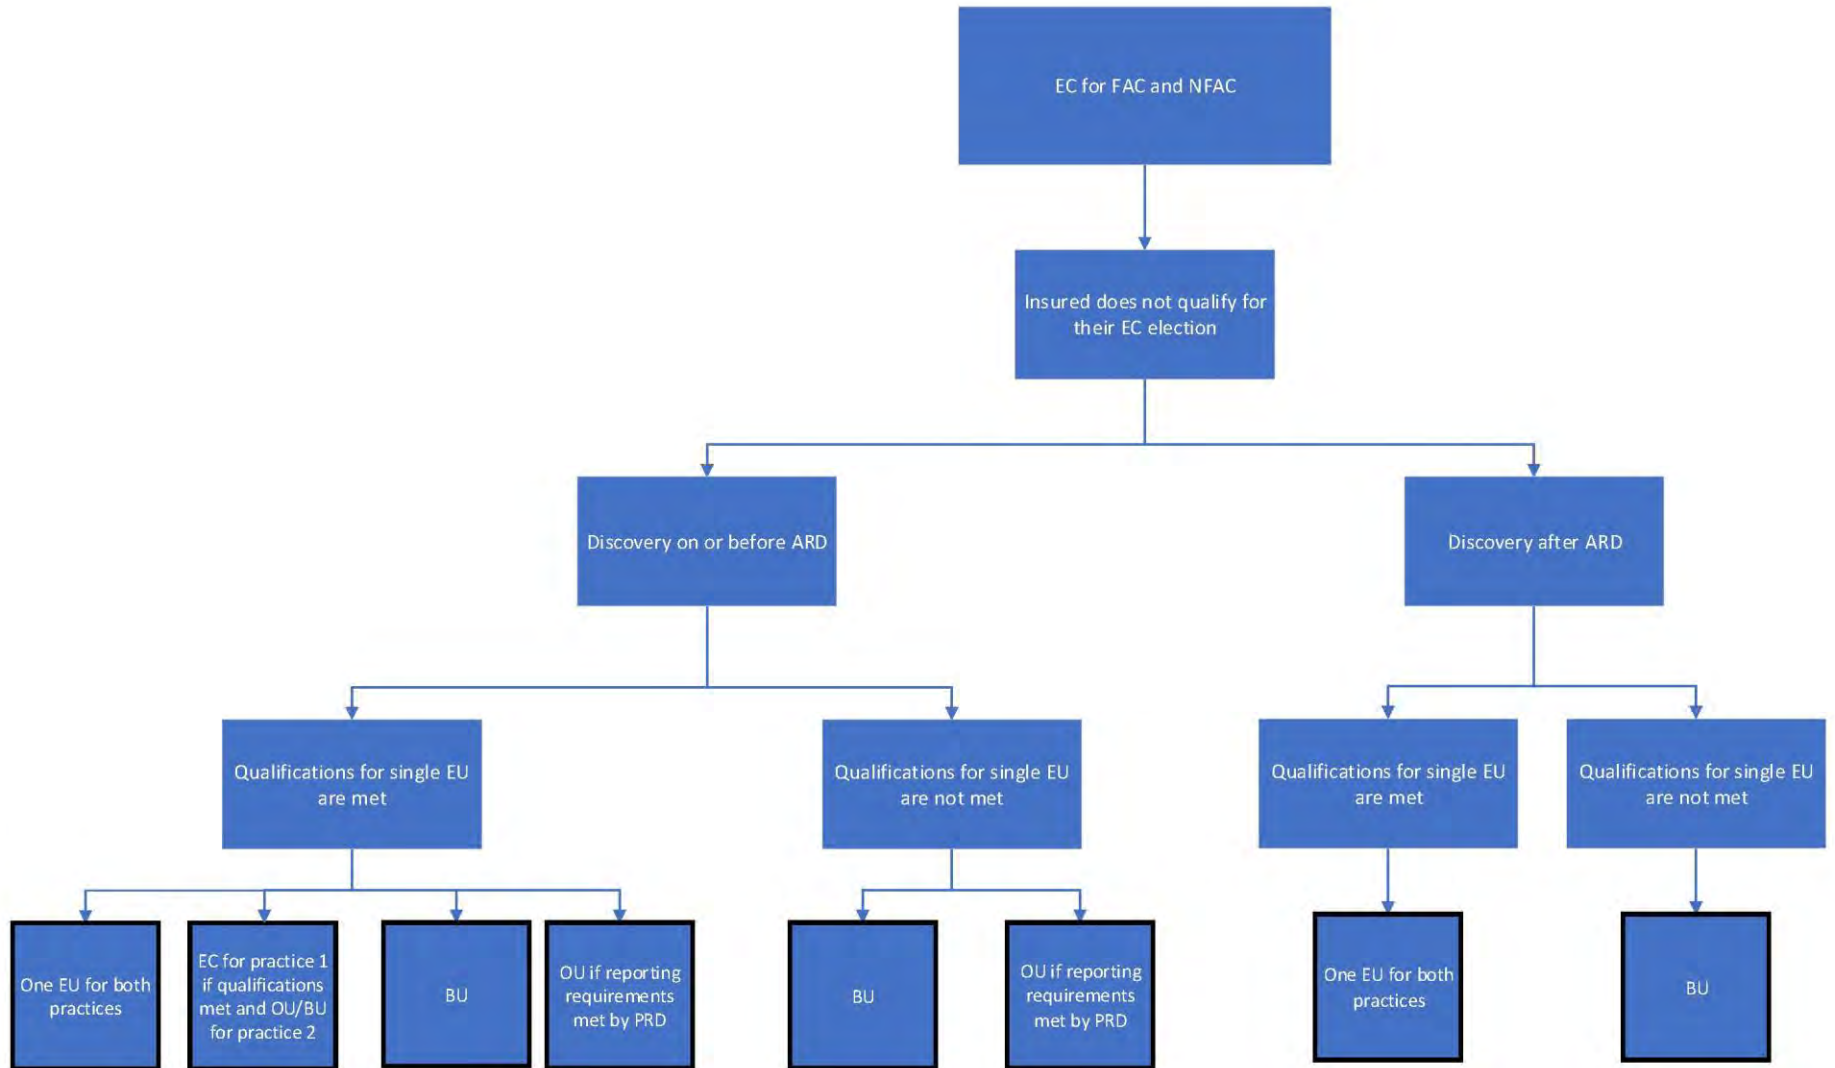 EC for FAC and NFAC
Insured does not qualify for
their EC election
Discovery on or before ARD
Discovery after ARD
Qualifications for single EU
are met
Qualifications for single EU
are not met
Qualifications for single EU
are met
Qualifications for single EU
are not met
One EU for both
practices
EC for practice 1
if qualifications
met and OU/BU
for practice 2
BU
OU if reporting
requirements
met by PRD
BU
OU if reporting
requirements
met by PRD
One EU for both
practices
BU